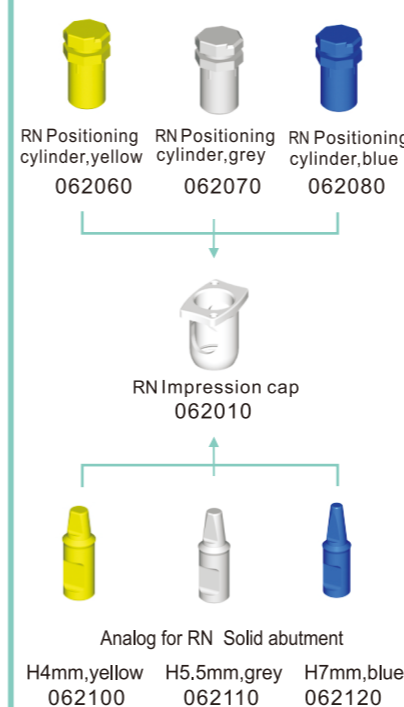 RN Positioning cylinder,yellow
062060
RN Positioning cylinder,grey
062070
RN Positioning cylinder,blue
062080
RN Impression cap
062010
Analog for RN Solid abutment
H4mm,yellow H5.5mm,grey H7mm,blue
062100 062110 062120